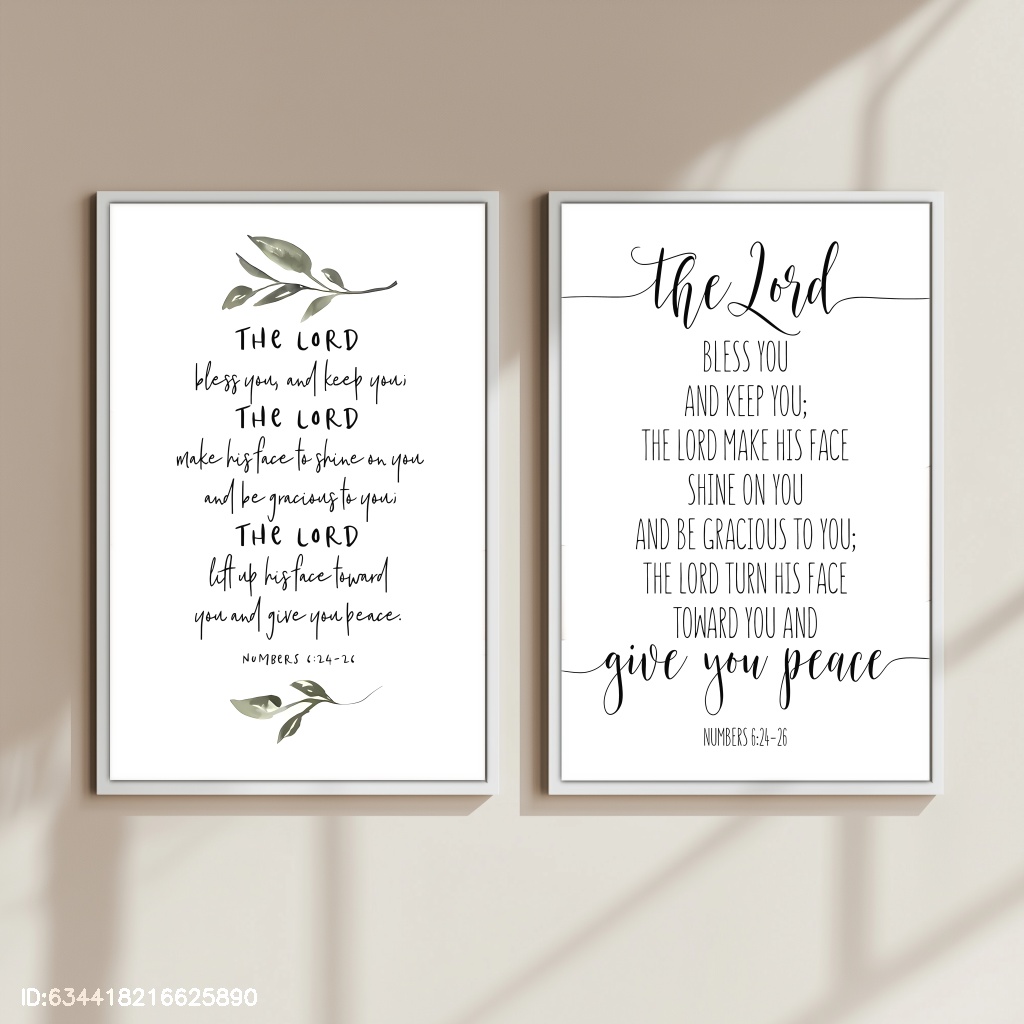 THE LORD
bless you, and keep you;
THE LORD
make his face to shine on you
and be gracious to you;
THE LORD
lift up his face toward
you and give you peace.
NUMBERS 6:24-26
the Lord
BLESS YOU
AND KEEP YOU;
THE LORD MAKE HIS FACE
SHINE ON YOU
AND BE GRACIOUS TO YOU;
THE LORD TURN HIS FACE
TOWARD YOU AND
give you peace
NUMBERS 6:24-26
ID:634418216625890